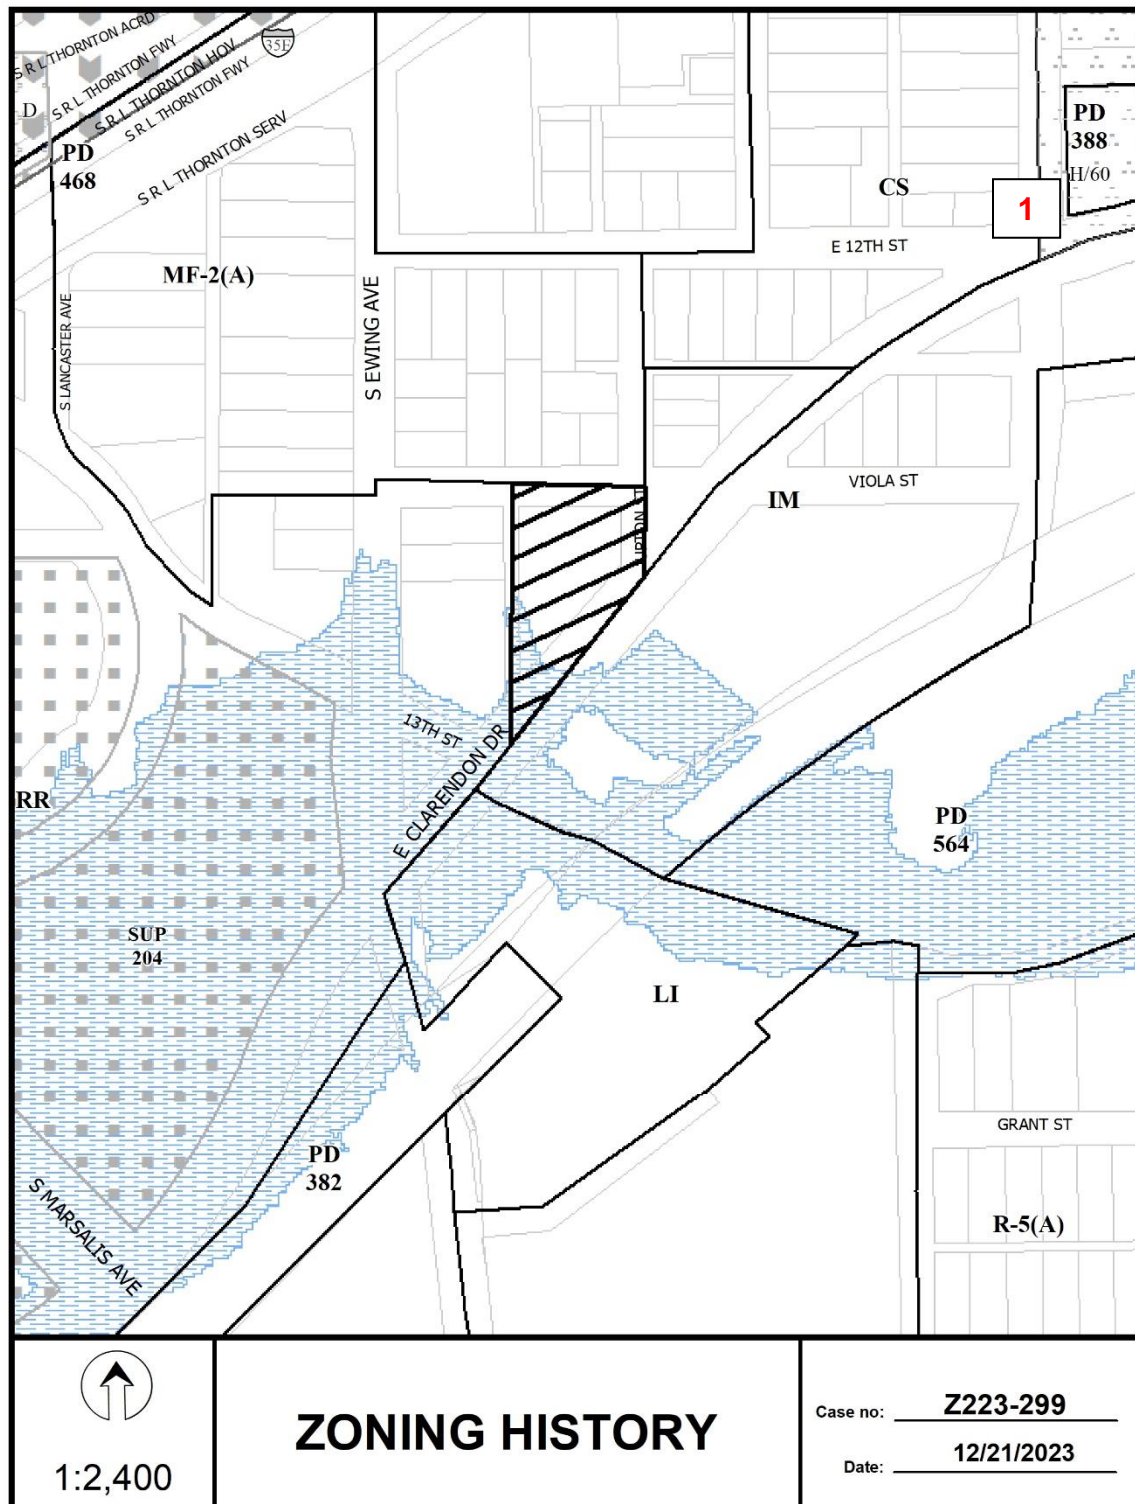 S R L THORNTON ACRD
S R L THORNTON FWY
S R L THORNTON HOV
S R L THORNTON FWY
35E
D
PD
468
S R L THORNTON SERV
PD
388
H/60
CS
1
E 12TH ST
MF-2(A)
S LANCASTER AVE
S EWING AVE
VIOLA ST
IM
13TH ST
E CLARENDON DR
RR
PD
564
SUP
204
LI
GRANT ST
PD
382
S MARSALIS AVE
R-5(A)
1:2,400
ZONING HISTORY
Case no: Z223-299
Date: 12/21/2023